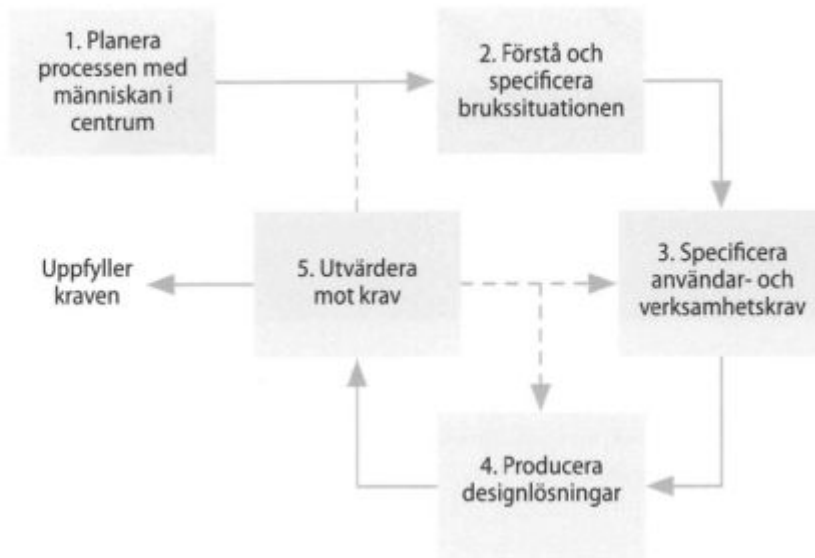 1. Planera
processen med
människan i
centrum
2. Förstå och
specificera
brukssituationen
3. Specificera
användar- och
verksamhetskrav
4. Producera
designlösningar
5. Utvärdera
mot krav
Uppfyller
kraven